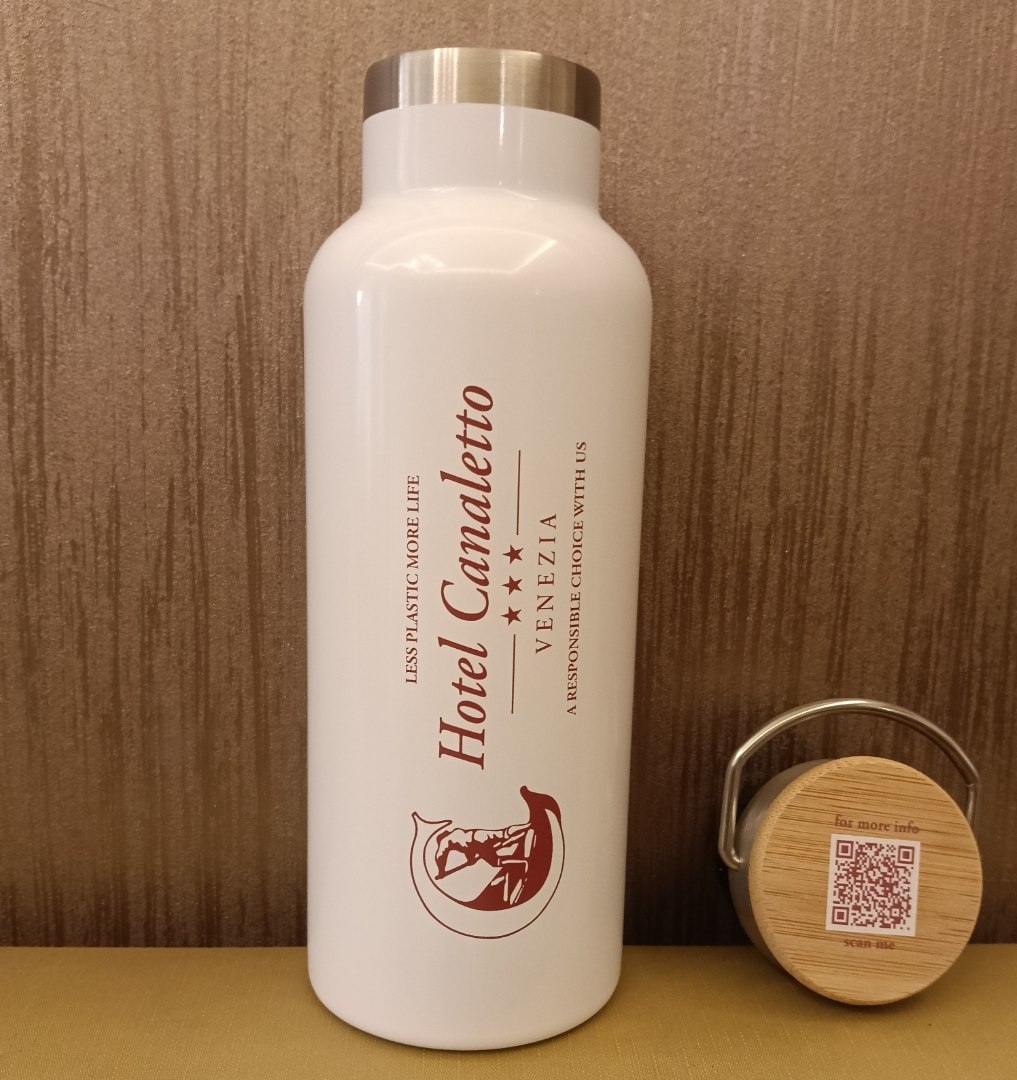 LESS PLASTIC MORE LIFE
Hotel Canaletto
★ ★ ★
VENEZIA
A RESPONSIBLE CHOICE WITH US
for more info
scan me